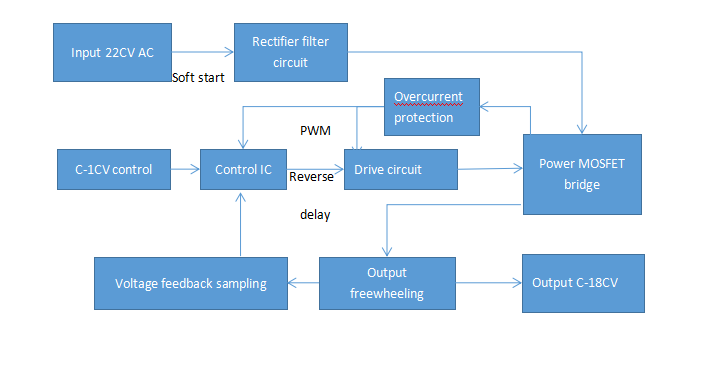 Input 22CV AC
Rectifier filter
circuit
Soft start
Overcurrent
protection
PWM
C-1CV control
Control IC
Reverse
Drive circuit
Power MOSFET
bridge
delay
Voltage feedback sampling
Output
freewheeling
Output C-18CV